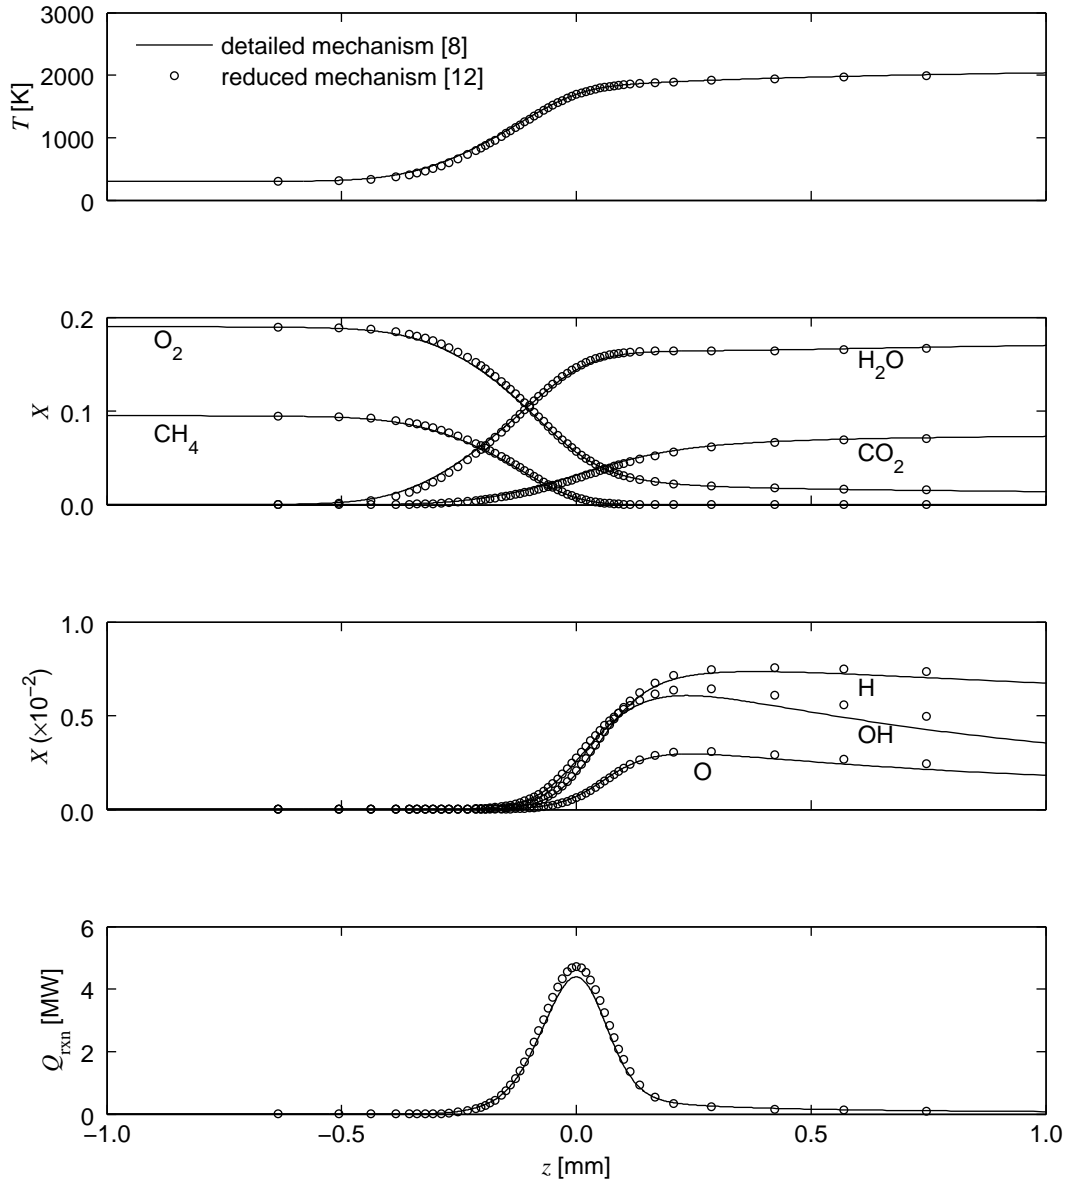 3000
2000
1000
0
T [K]
detailed mechanism [8]
reduced mechanism [12]
0.2
0.1
0.0
X
O2
CH4
H2O
CO2
1.0
0.5
0.0
X (×10−2)
H
OH
O
6
4
2
0
Qrxn [MW]
−1.0 −0.5 0.0 0.5 1.0
z [mm]